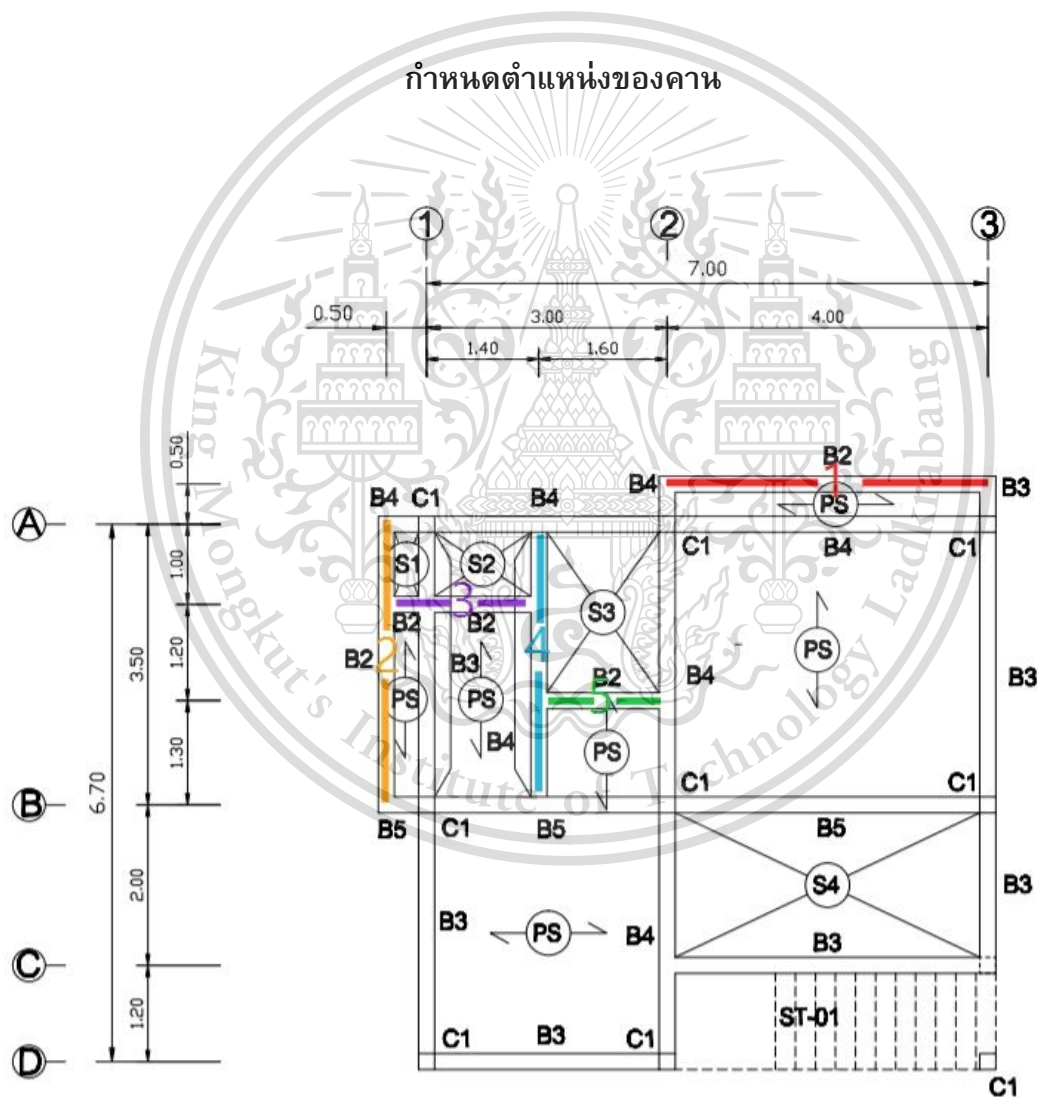 กำหนดตำแหน่งของคาน
1 2 3
7.00
0.50 3.00 4.00
1.40 1.60
King Mongkut's Institute of Technology Ladkrabang
0.50
B2
1
B4 B3
PS
B4 C1 B4
A
C1 B4 C1
S1 S2
1.00
3
S3
B2 B2
PS
B2 2 B3 4 B4 B3
3.50 1.20
B2
PS PS 5
B4
PS
1.30
C1 C1
B
B5 C1 B5 B5
6.70
S4 B3
2.00
B3 PS B4
B3
C
ST-01
1.20
C1 B3 C1
D
C1